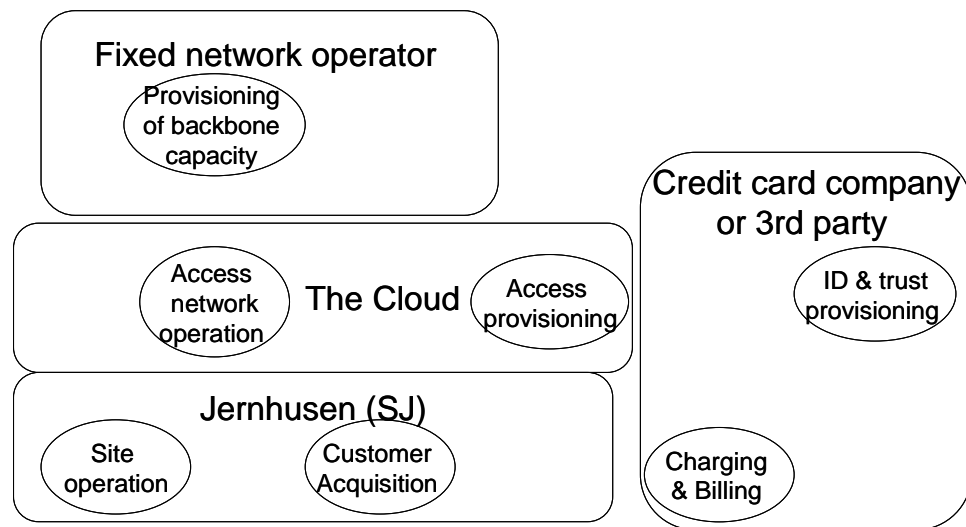 Fixed network operator
Provisioning
of backbone
capacity
Credit card company
or 3rd party
Access
network
operation
The Cloud
Access
provisioning
ID & trust
provisioning
Jernhusen (SJ)
Site
operation
Customer
Acquisition
Charging
& Billing